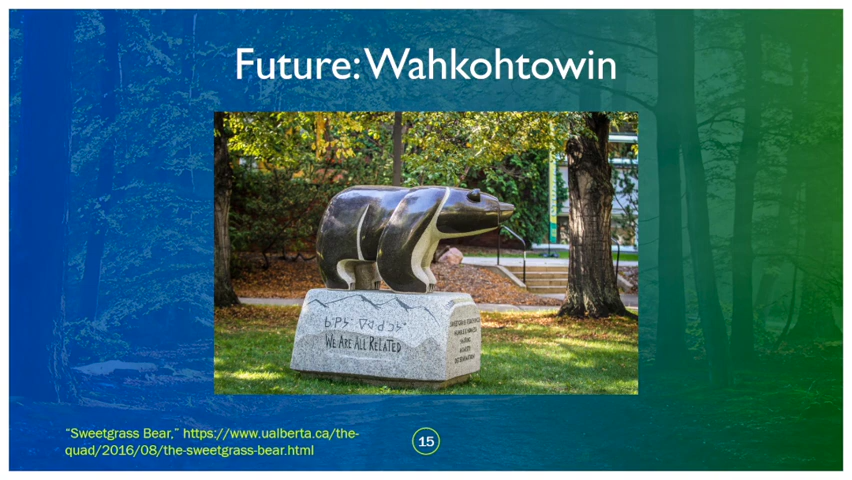 Future: Wahkohtowin
WE ARE ALL RELATED
"Sweetgrass Bear," https://www.ualberta.ca/the-
quad/2016/08/the-sweetgrass-bear.html
15